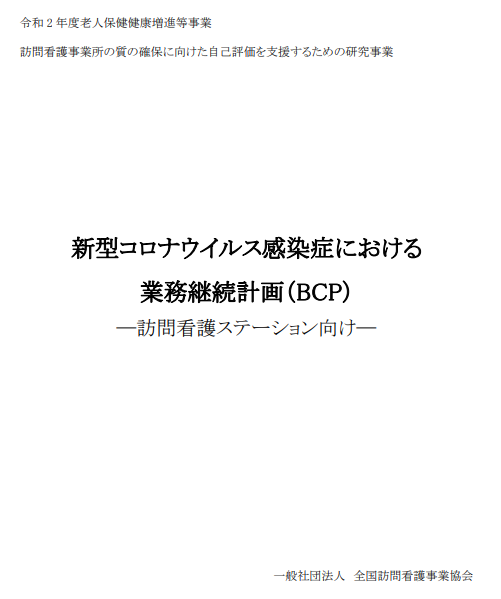 令和２年度老人保健健康増進等事業
訪問看護事業所の質の確保に向けた自己評価を支援するための研究事業
新型コロナウイルス感染症における
業務継続計画（BCP）
―訪問看護ステーション向け―
一般社団法人　全国訪問看護事業協会